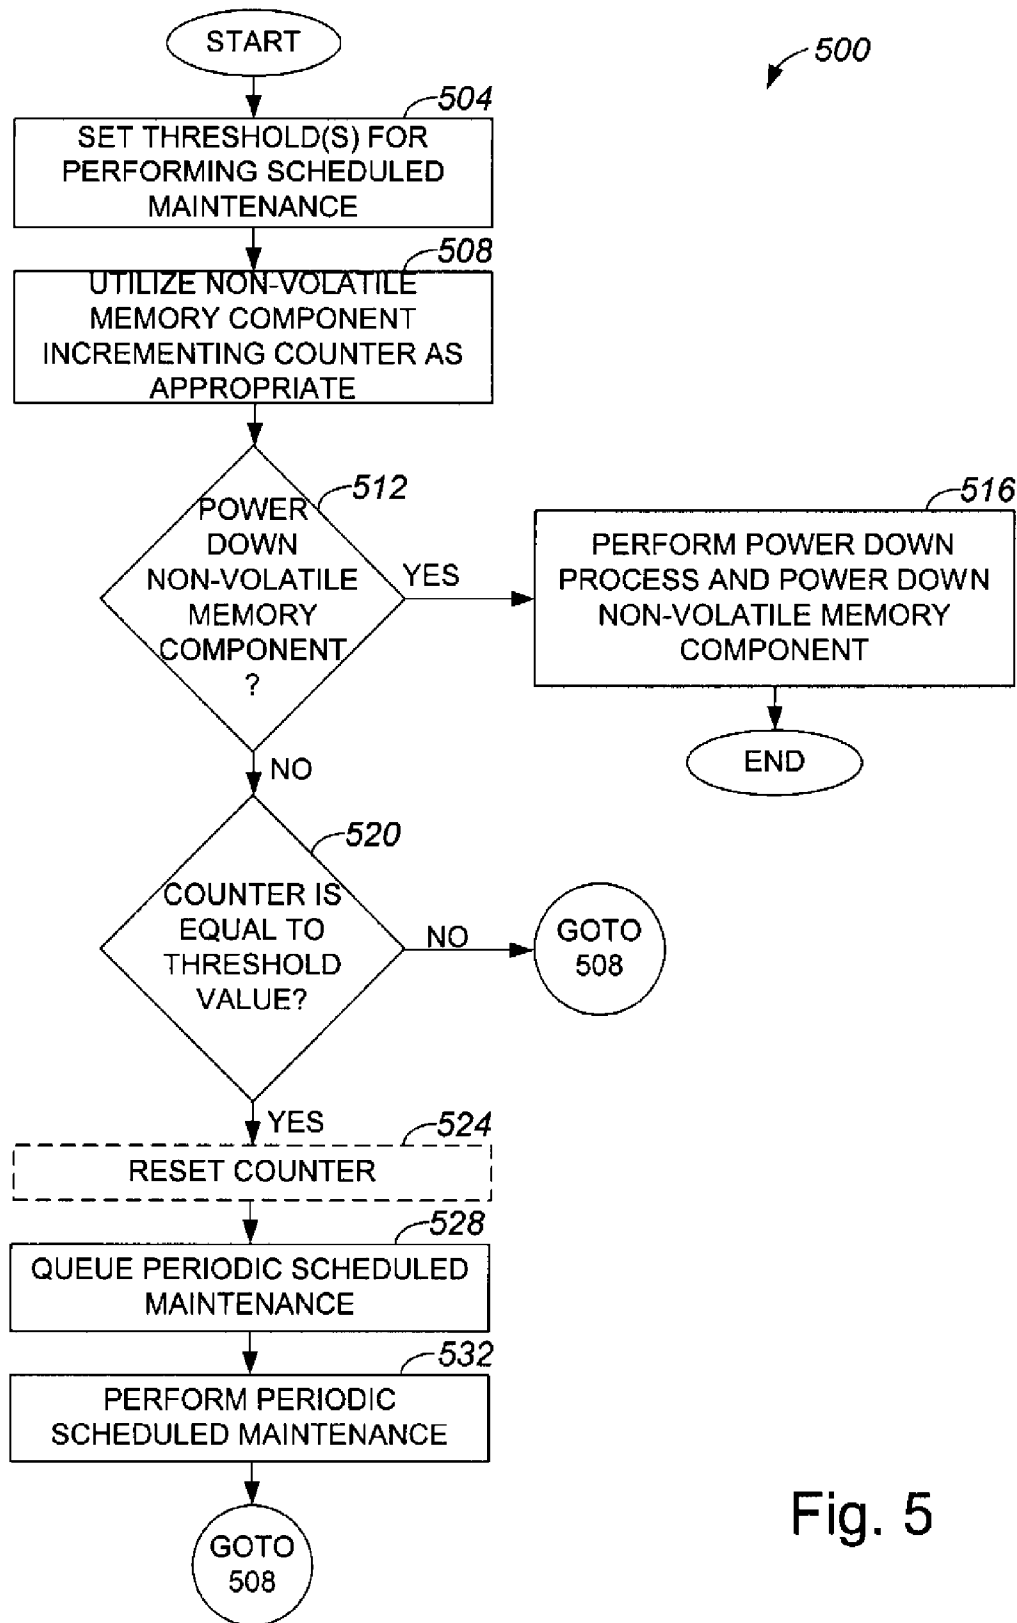 START
500
504
SET THRESHOLD(S) FOR
PERFORMING SCHEDULED
MAINTENANCE
508
UTILIZE NON-VOLATILE
MEMORY COMPONENT
INCREMENTING COUNTER AS
APPROPRIATE
512
POWER
DOWN
NON-VOLATILE
MEMORY
COMPONENT
?
YES
516
PERFORM POWER DOWN
PROCESS AND POWER DOWN
NON-VOLATILE MEMORY
COMPONENT
END
NO
520
COUNTER IS
EQUAL TO
THRESHOLD
VALUE?
NO
GOTO
508
YES
524
RESET COUNTER
528
QUEUE PERIODIC SCHEDULED
MAINTENANCE
532
PERFORM PERIODIC
SCHEDULED MAINTENANCE
GOTO
508
Fig. 5